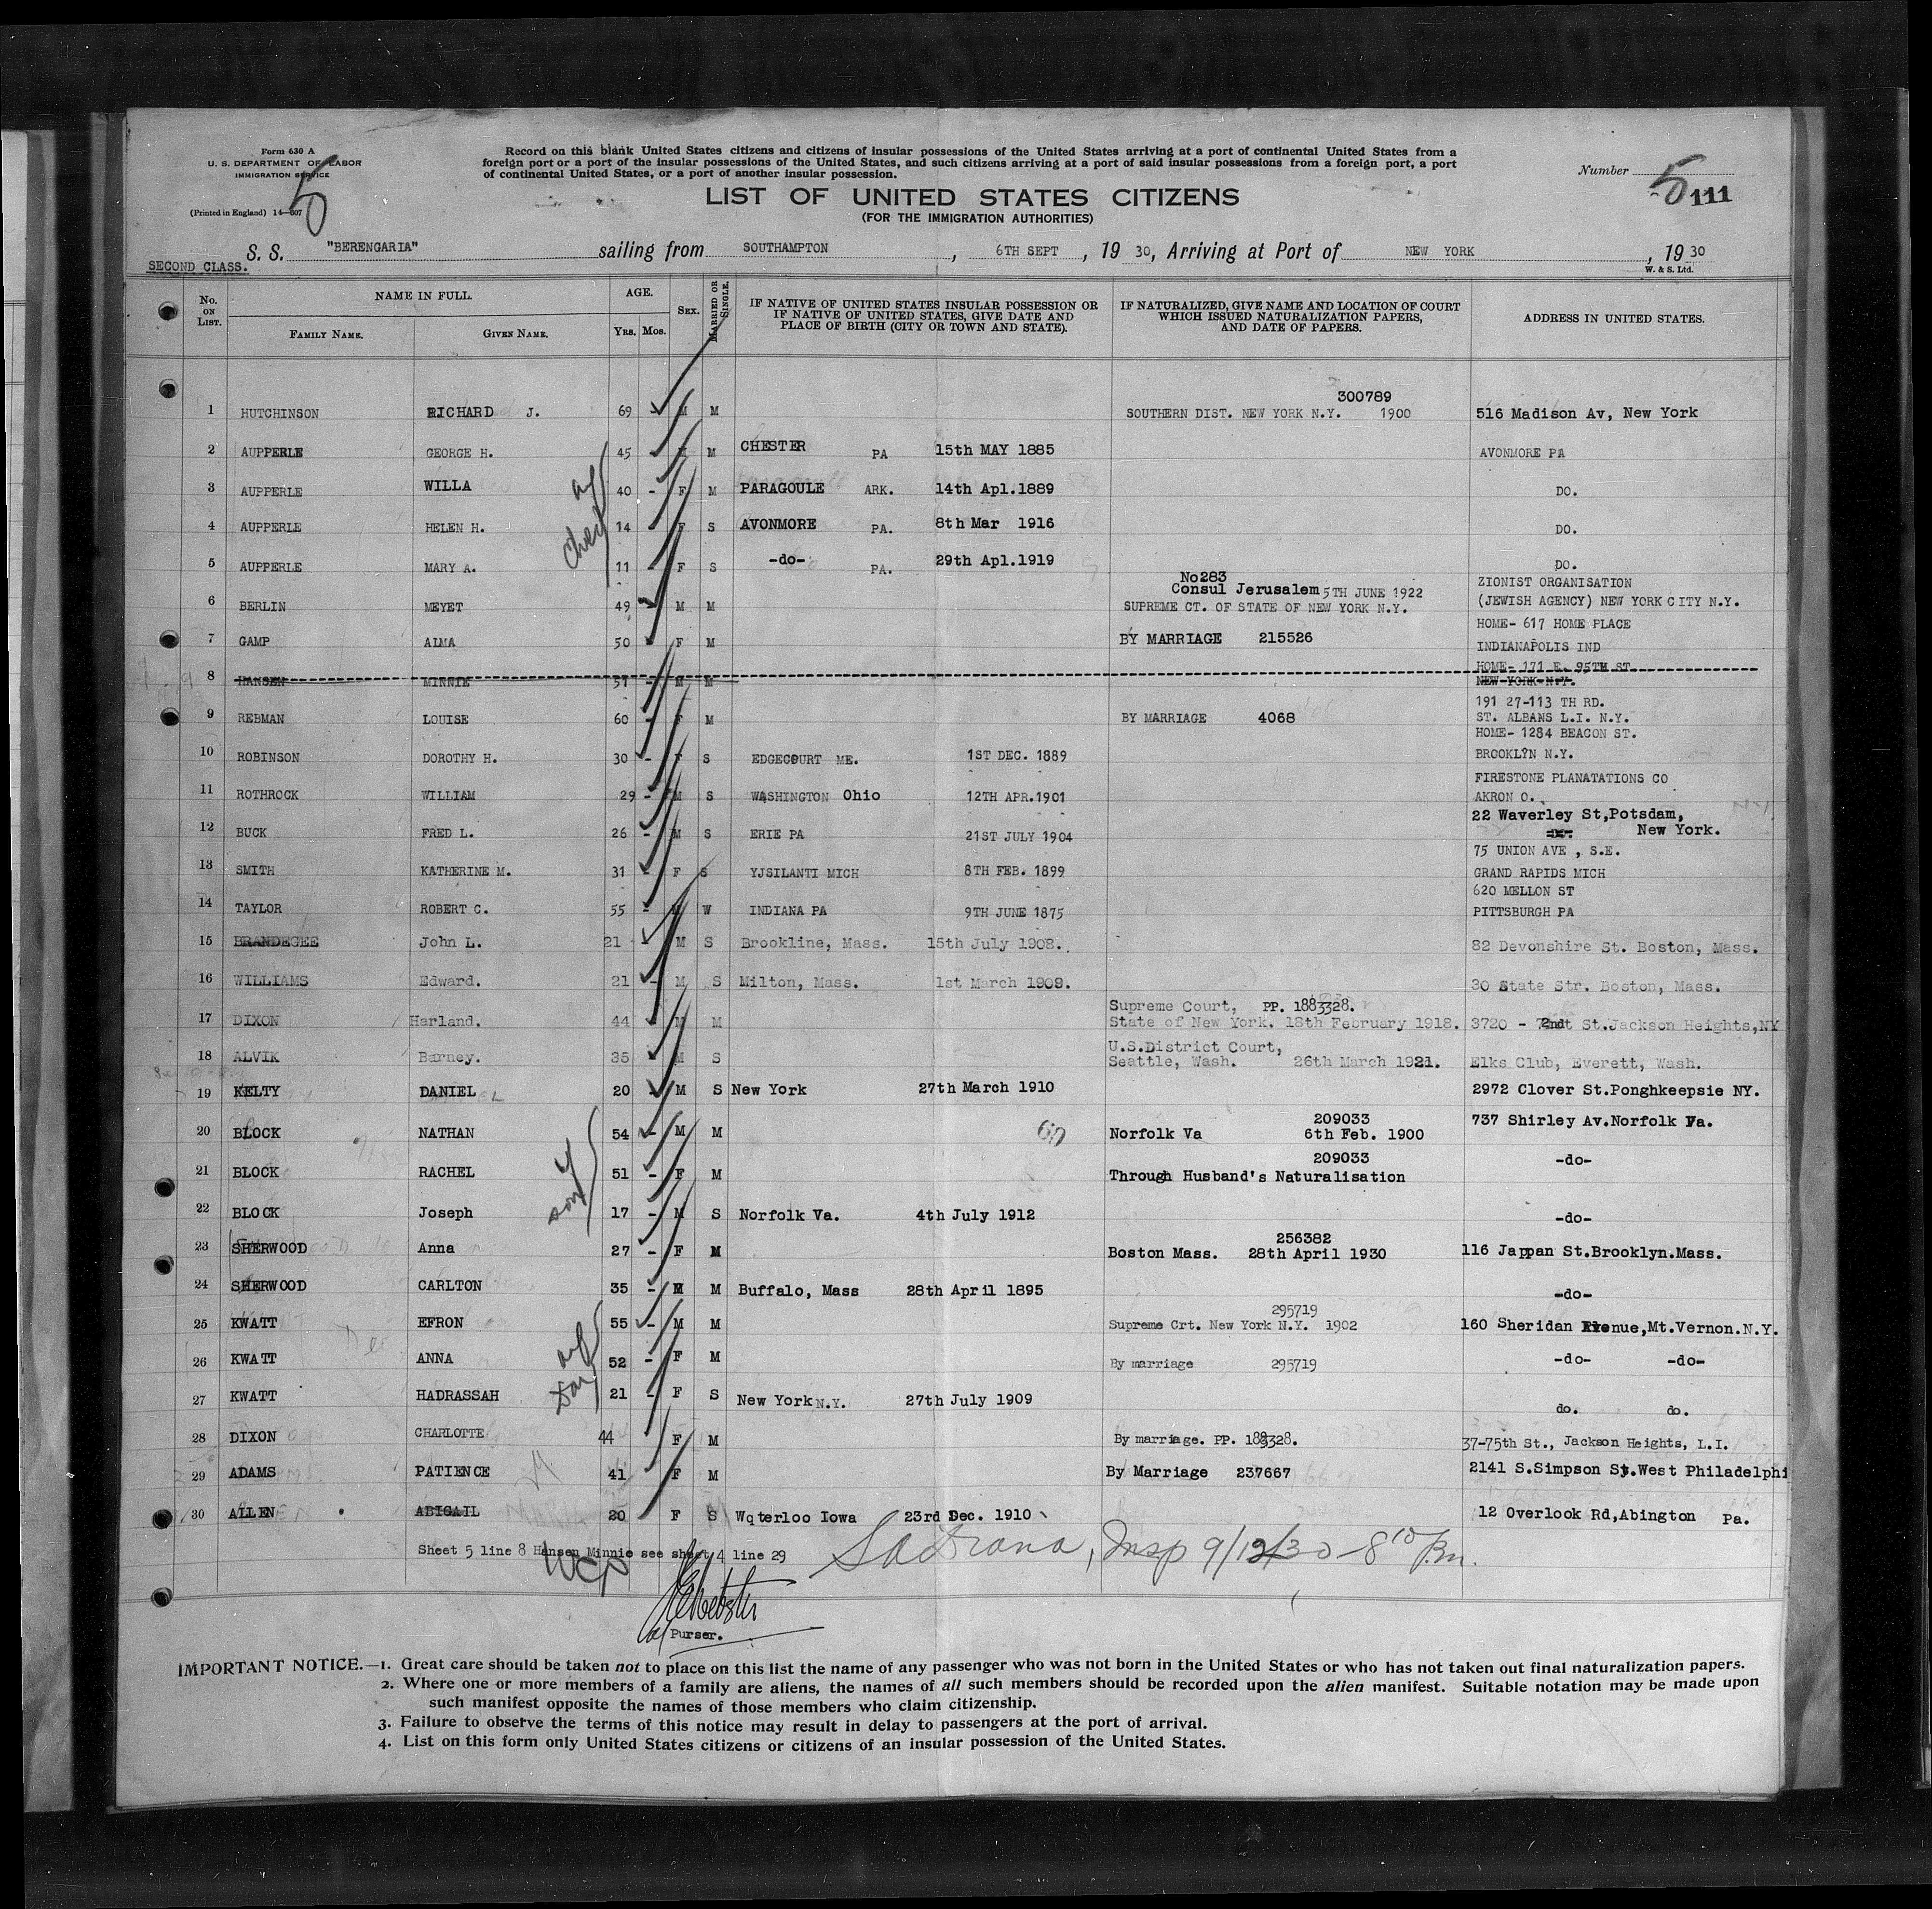 Form 630 A
U. S. DEPARTMENT OF LABOR
IMMIGRATION SERVICE
(Printed in England) 14—607
5
Record on this blank United States citizens and citizens of insular possessions of the United States arriving at a port of continental United States from a
foreign port or a port of the insular possessions of the United States, and such citizens arriving at a port of said insular possessions from a foreign port, a port
of continental United States, or a port of another insular possession.
Number
5 111
LIST OF UNITED STATES CITIZENS
(FOR THE IMMIGRATION AUTHORITIES)
S. S. "BERENGARIA" sailing from SOUTHAMPTON, 6TH SEPT, 19 30, Arriving at Port of NEW YORK, 19 30
SECOND CLASS.
W. & S. Ltd.
No. ON LIST.
NAME IN FULL.
FAMILY NAME. GIVEN NAME.
AGE.
YRS. MOS.
SEX.
MARRIED OR SINGLE.
IF NATIVE OF UNITED STATES INSULAR POSSESSION OR
IF NATIVE OF UNITED STATES, GIVE DATE AND
PLACE OF BIRTH (CITY OR TOWN AND STATE).
IF NATURALIZED, GIVE NAME AND LOCATION OF COURT
WHICH ISSUED NATURALIZATION PAPERS,
AND DATE OF PAPERS.
ADDRESS IN UNITED STATES.
300789
1 HUTCHINSON RICHARD J. 69 - M M SOUTHERN DIST. NEW YORK N.Y. 1900 516 Madison Av, New York
2 AUPPERLE GEORGE H. 45 - M M CHESTER PA 15th MAY 1885 AVONMORE PA
3 AUPPERLE WILLA 40 - F M PARAGOULE ARK. 14th Apl.1889 DO.
4 AUPPERLE HELEN H. 14 - F S AVONMORE PA. 8th Mar 1916 DO.
5 AUPPERLE MARY A. 11 - F S -do- PA. 29th Apl.1919 DO.
No283
Consul Jerusalem 5TH JUNE 1922 ZIONIST ORGANISATION
6 BERLIN MEYET 49 - M M SUPREME CT. OF STATE OF NEW YORK N.Y. (JEWISH AGENCY) NEW YORK CITY N.Y.
HOME- 617 HOME PLACE
7 GAMP ALMA 50 - F M BY MARRIAGE 215526 INDIANAPOLIS IND
HOME- 171 E. 95TH ST
8 HANSEN MINNIE 51 - M M NEW YORK N.Y.
191 27-113 TH RD.
9 REBMAN LOUISE 60 - F M BY MARRIAGE 4068 ST. ALBANS L.I. N.Y.
HOME- 1284 BEACON ST.
10 ROBINSON DOROTHY H. 30 - F S EDGECOURT ME. 1ST DEC. 1889 BROOKLYN N.Y.
FIRESTONE PLANATATIONS CO
11 ROTHROCK WILLIAM 29 - M S WASHINGTON Ohio 12TH APR.1901 AKRON O.
22 Waverley St,Potsdam,
12 BUCK FRED L. 26 - M S ERIE PA 21ST JULY 1904 New York.
75 UNION AVE , S.E.
13 SMITH KATHERINE M. 31 - F S YJSILANTI MICH 8TH FEB. 1899 GRAND RAPIDS MICH
620 MELLON ST
14 TAYLOR ROBERT C. 55 - M W INDIANA PA 9TH JUNE 1875 PITTSBURGH PA
15 BRANDEGEE John L. 21 - M S Brookline, Mass. 15th July 1908. 82 Devonshire St. Boston, Mass.
16 WILLIAMS Edward. 21 - M S Milton, Mass. 1st March 1909. 30 State Str. Boston, Mass.
Supreme Court, PP. 1883328.
17 DIXON Harland. 44 - M M State of New York. 18th February 1918. 3720 - 72nd St.Jackson Heights,NY
U.S.District Court,
18 ALVIK Barney. 35 - M S Seattle, Wash. 26th March 1921. Elks Club, Everett, Wash.
19 KELTY DANIEL 20 - M S New York 27th March 1910 2972 Clover St.Ponghkeepsie NY.
209033
20 BLOCK NATHAN 54 - M M Norfolk Va 6th Feb. 1900 737 Shirley Av.Norfolk Va.
209033
21 BLOCK RACHEL 51 - F M Through Husband's Naturalisation -do-
22 BLOCK Joseph 17 - M S Norfolk Va. 4th July 1912 -do-
256382
23 SHERWOOD Anna 27 - F M Boston Mass. 28th April 1930 116 Jappan St.Brooklyn.Mass.
24 SHERWOOD CARLTON 35 - M M Buffalo, Mass 28th April 1895 -do-
295719
25 KWATT EFRON 55 - M M Supreme Crt. New York N.Y. 1902 160 Sheridan Avenue,Mt.Vernon.N.Y.
26 KWATT ANNA 52 - F M By marriage 295719 -do- -do-
27 KWATT HADRASSAH 21 - F S New York N.Y. 27th July 1909 do. do.
28 DIXON CHARLOTTE 44 F M By marriage. PP. 1883328. 37-75th St., Jackson Heights, L.I.
29 ADAMS PATIENCE 41 F M By Marriage 237667 2141 S.Simpson St.West Philadelphi
30 ALLEN ABIGAIL 20 F S Wqterloo Iowa 23rd Dec. 1910 12 Overlook Rd,Abington Pa.
Sheet 5 line 8 Hansen Minnie see sheet 4 line 29
Insp 9/12/30 - 8 10 P.m.
Purser.
IMPORTANT NOTICE.—1. Great care should be taken not to place on this list the name of any passenger who was not born in the United States or who has not taken out final naturalization papers.
2. Where one or more members of a family are aliens, the names of all such members should be recorded upon the alien manifest. Suitable notation may be made upon
such manifest opposite the names of those members who claim citizenship.
3. Failure to observe the terms of this notice may result in delay to passengers at the port of arrival.
4. List on this form only United States citizens or citizens of an insular possession of the United States.